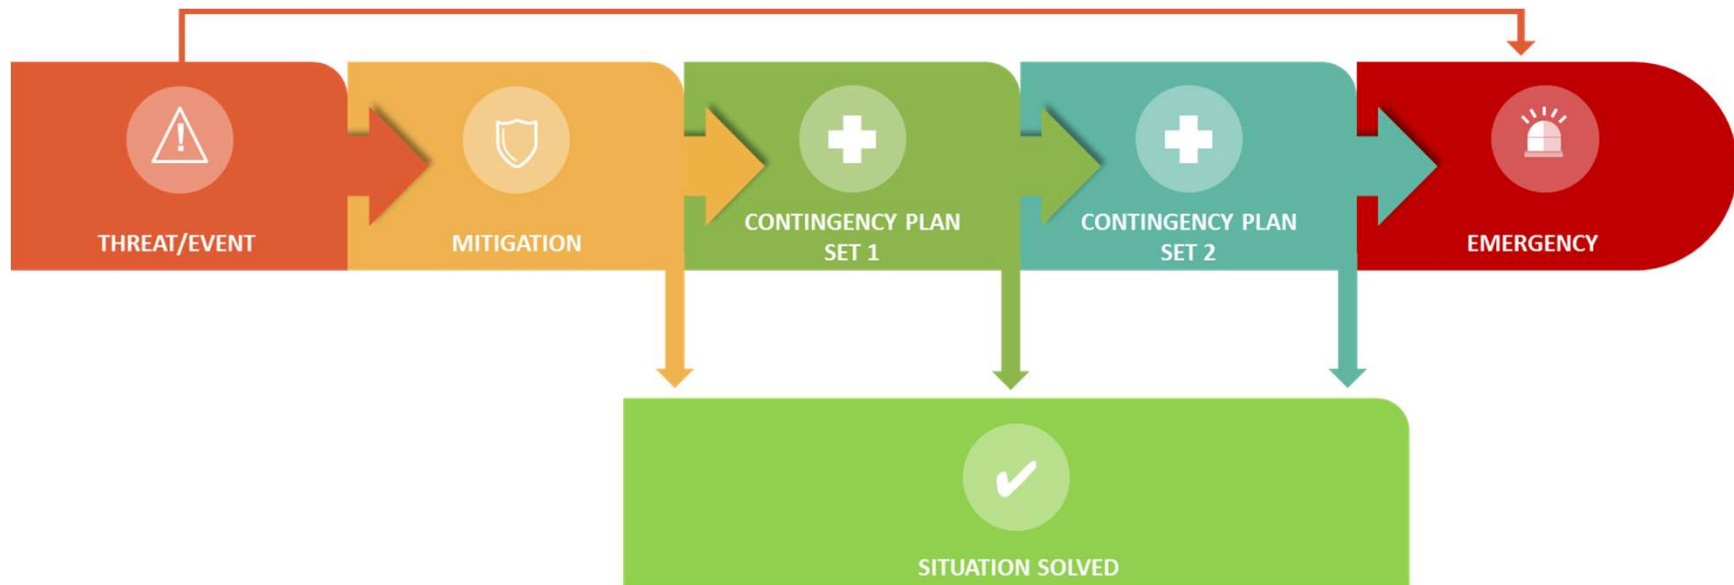 THREAT/EVENT
MITIGATION
CONTINGENCY PLAN
SET 1
CONTINGENCY PLAN
SET 2
EMERGENCY
SITUATION SOLVED